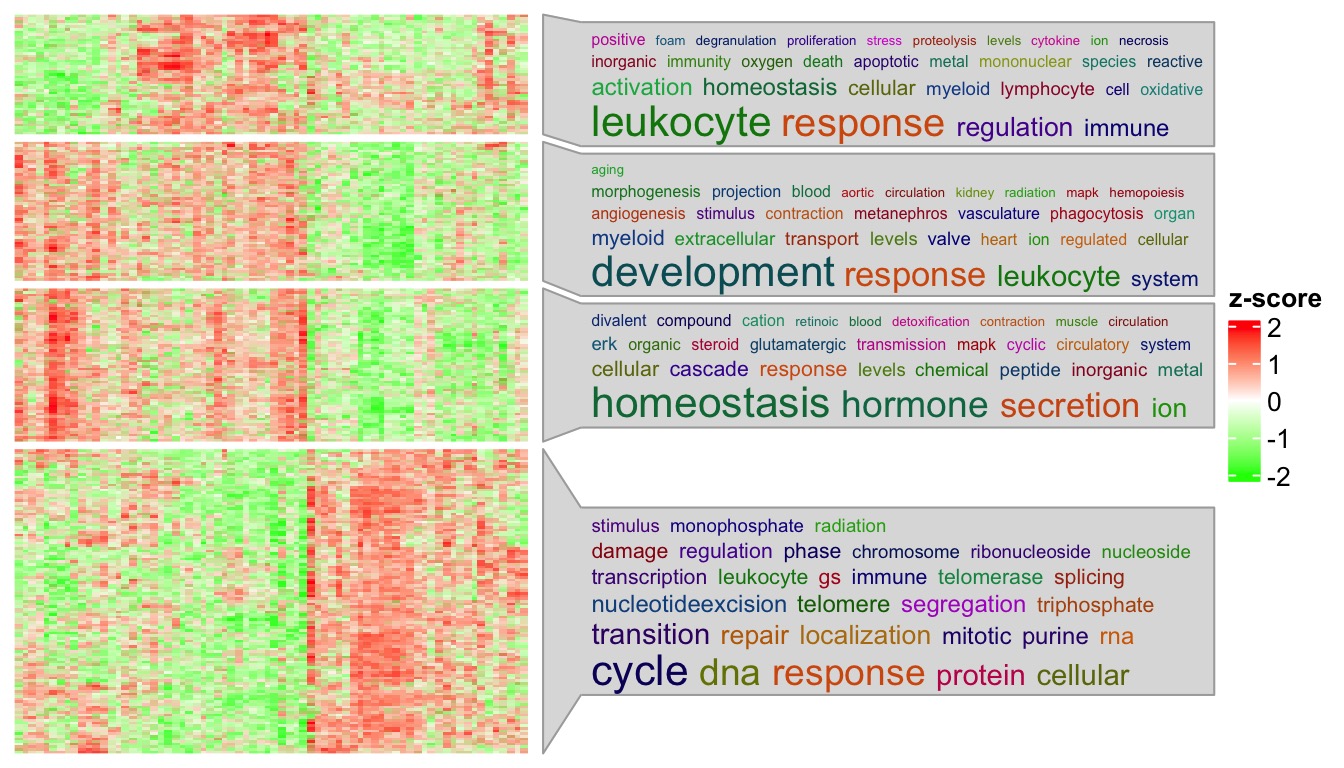 positive foam degranulation proliferation stress proteolysis levels cytokine ion necrosis
inorganic immunity oxygen death apoptotic metal mononuclear species reactive
activation homeostasis cellular myeloid lymphocyte cell oxidative
leukocyte response regulation immune
aging
morphogenesis projection blood aortic circulation kidney radiation mapk hemopoiesis
angiogenesis stimulus contraction metanephros vasculature phagocytosis organ
myeloid extracellular transport levels valve heart ion regulated cellular
development response leukocyte system
divalent compound cation retinoic blood detoxification contraction muscle circulation
erk organic steroid glutamatergic transmission mapk cyclic circulatory system
cellular cascade response levels chemical peptide inorganic metal
homeostasis hormone secretion ion
stimulus monophosphate radiation
damage regulation phase chromosome ribonucleoside nucleoside
transcription leukocyte gs immune telomerase splicing
nucleotideexcision telomere segregation triphosphate
transition repair localization mitotic purine rna
cycle dna response protein cellular
z-score
2
1
0
-1
-2